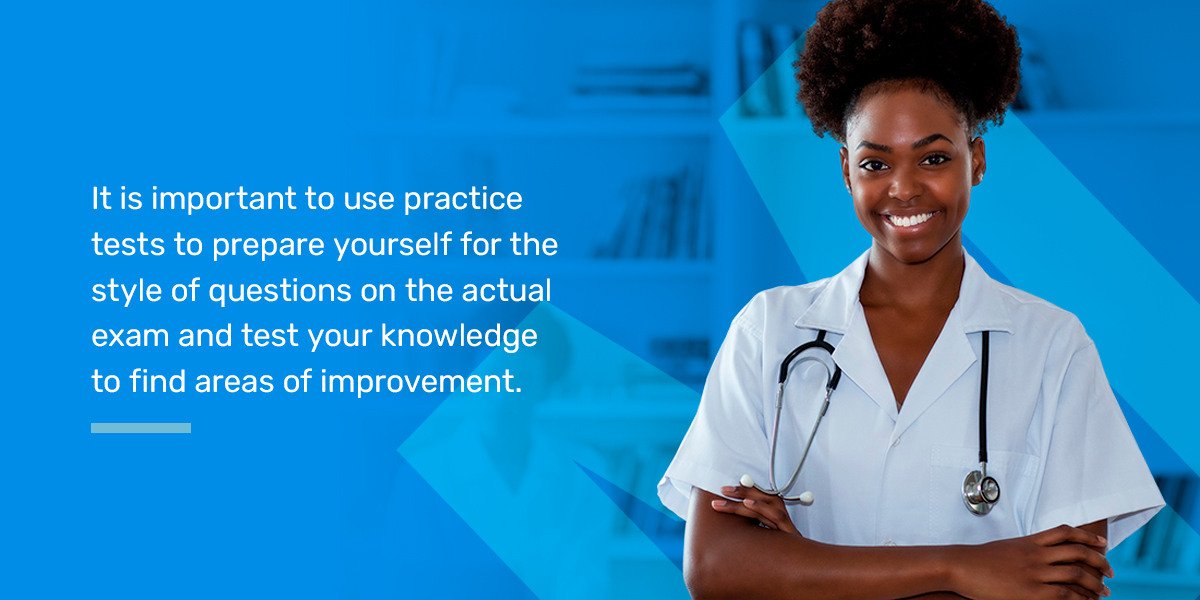 It is important to use practice
tests to prepare yourself for the
style of questions on the actual
exam and test your knowledge
to find areas of improvement.